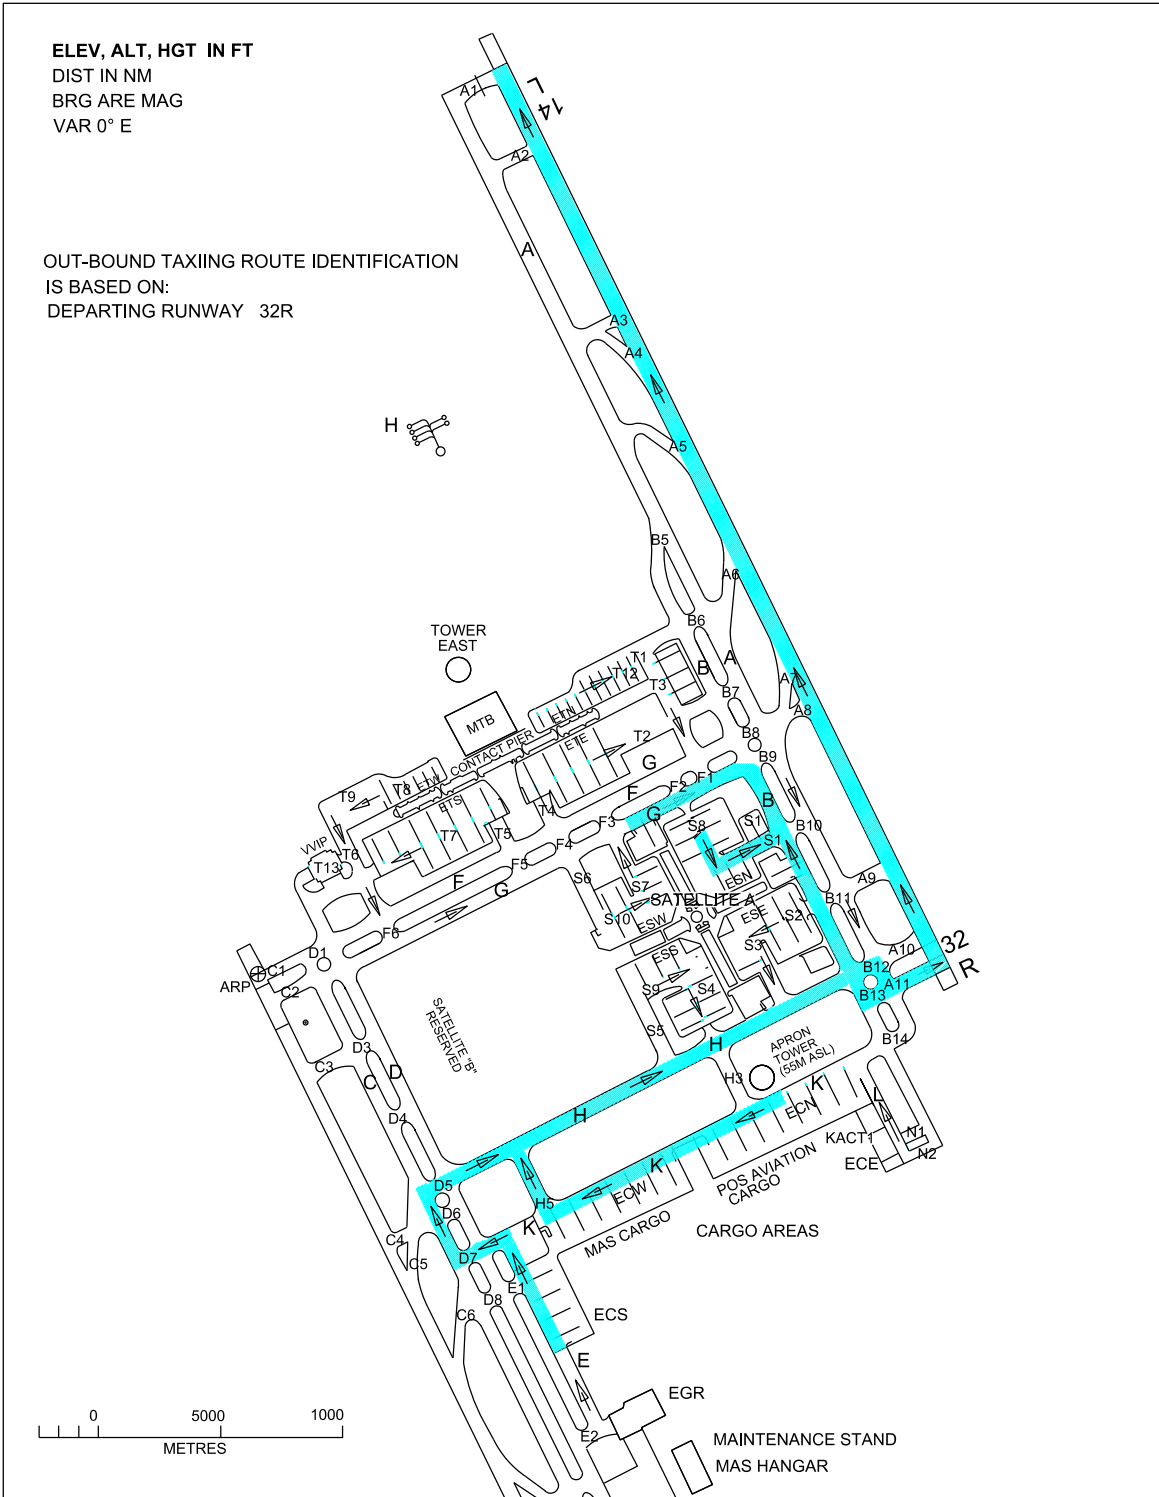 ELEV, ALT, HGT IN FT
DIST IN NM
BRG ARE MAG
VAR 0° E
OUT-BOUND TAXIING ROUTE IDENTIFICATION
IS BASED ON:
DEPARTING RUNWAY 32R
A1
14
L
A2
A
A3
A4
H
A5
B5
A6
B6
TOWER
EAST
T1
T12
T3
B
A
A7
B7
A8
MTB
ETN
CONTACT PIER
ETE
T2
B8
B9
G
F1
F2
F
T9
T8
ETW
ETS
T4
G
B
F3
S8
S1
B10
T7
T5
F4
S1
VVIP
T6
T13
F5
F
G
S6
S7
ESN
A9
SATELLITE A
S10
ESW
ESE
S2
B11
F6
D1
ESS
S3
A10
32
R
C1
ARP
C2
S9
S4
B12
A11
B13
SATELLITE "B"
RESERVED
S5
D3
H
APRON
TOWER
(55M ASL)
B14
C3
C
D
H3
K
L
H
ECN
D4
KACT1
N1
N2
ECE
K
POS AVIATION
CARGO
D5
H5
ECW
D6
K
MAS CARGO
CARGO AREAS
C4
C5
D7
E1
D8
C6
ECS
E
EGR
E2
0
5000
1000
METRES
MAINTENANCE STAND
MAS HANGAR